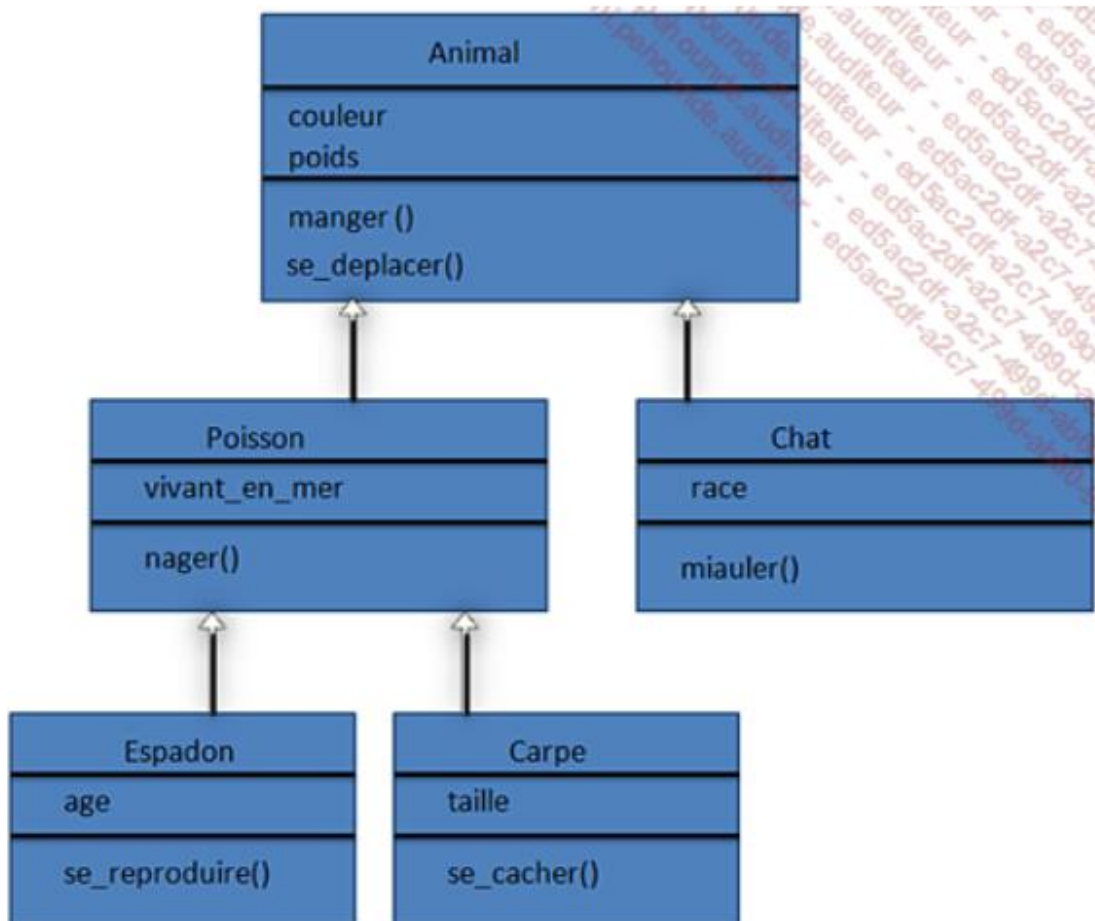 Animal
couleur
poids
manger ()
se_deplacer()
Poisson
vivant_en_mer
nager()
Chat
race
miauler()
Espadon
age
se_reproduire()
Carpe
taille
se_cacher()